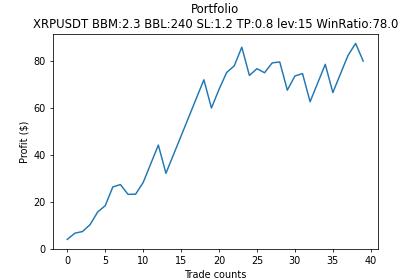 Portfolio
XRPUSDT BBM:2.3 BBL:240 SL:1.2 TP:0.8 lev:15 WinRatio:78.0
80
60
40
20
0
Profit ($)
0 5 10 15 20 25 30 35 40
Trade counts